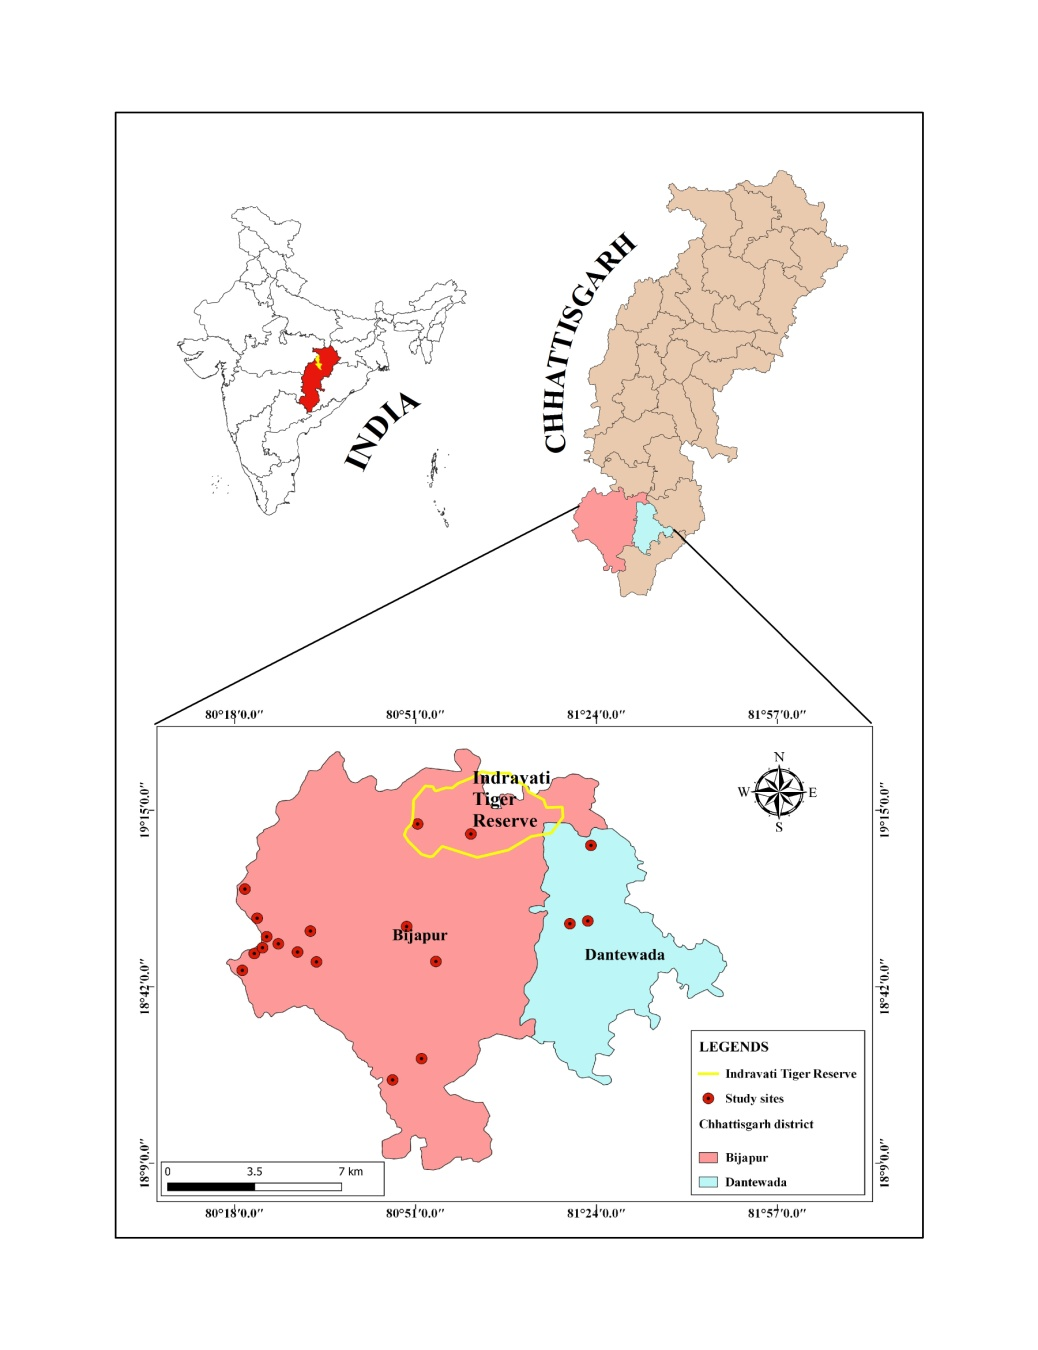 CHHATTISGARH
INDIA
80°18′0.0″ 80°51′0.0″ 81°24′0.0″ 81°57′0.0″
N
W E
S
Indravati
Tiger
Reserve
19°15′0.0″ 19°15′0.0″
Bijapur
Dantewada
18°42′0.0″ 18°42′0.0″
LEGENDS
Indravati Tiger Reserve
Study sites
Chhattisgarh district
Bijapur
Dantewada
18°9′0.0″ 18°9′0.0″
0 3.5 7 km
80°18′0.0″ 80°51′0.0″ 81°24′0.0″ 81°57′0.0″